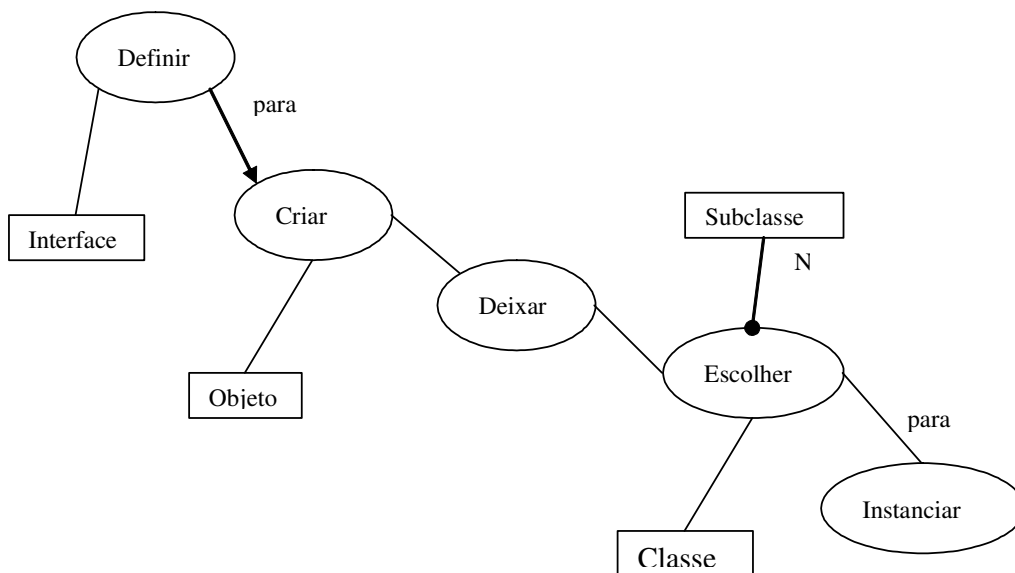 Definir
para
Criar
Subclasse
Interface
N
Deixar
Escolher
Objeto
para
Instanciar
Classe